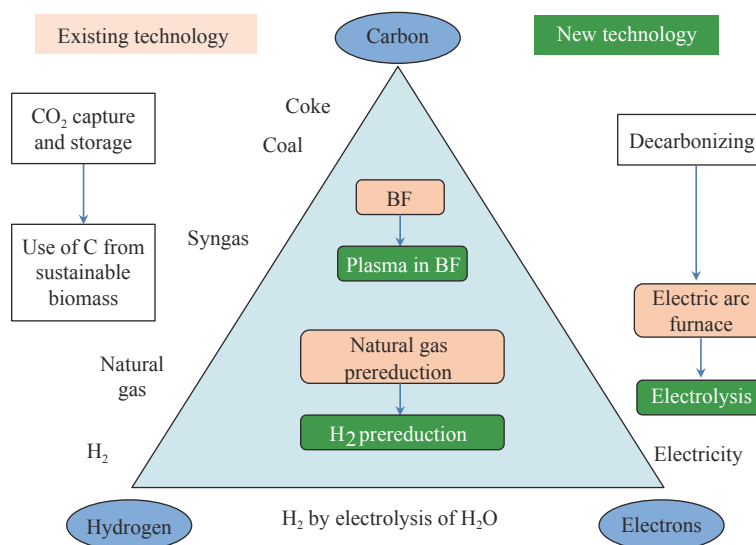 Existing technology
Carbon
New technology
CO₂ capture
and storage
Coke
Coal
Decarbonizing
BF
Use of C from
sustainable
biomass
Syngas
Plasma in BF
Electric arc
furnace
Natural gas
prereduction
Natural
gas
Electrolysis
H2 prereduction
H₂
Electricity
Hydrogen
H₂ by electrolysis of H₂O
Electrons